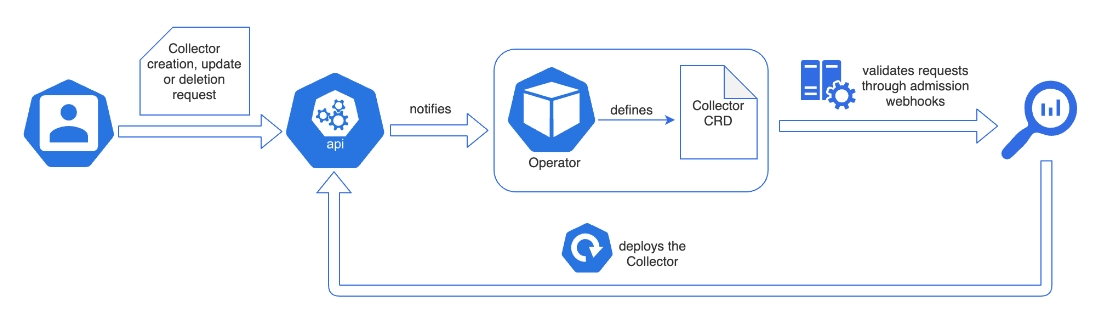 Collector
creation, update
or deletion
request
api
notifies
Operator
defines
Collector
CRD
validates requests
through admission
webhooks
deploys the
Collector